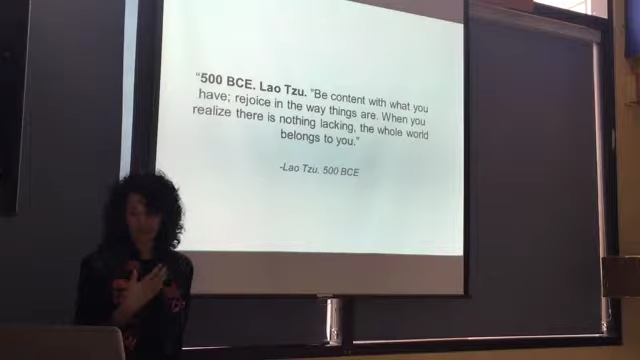 “500 BCE. Lao Tzu. "Be content with what you
have; rejoice in the way things are. When you
realize there is nothing lacking, the whole world
belongs to you.”
-Lao Tzu. 500 BCE